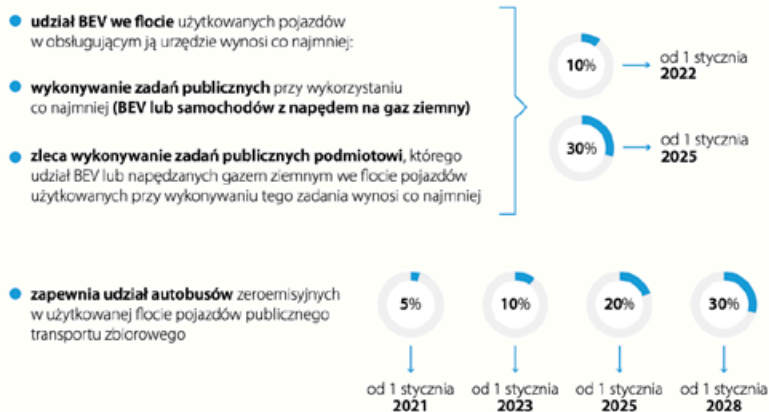 udział BEV we flocie użytkowanych pojazdów
w obsługującym ją urzędzie wynosi co najmniej:
wykonywanie zadań publicznych przy wykorzystaniu
co najmniej (BEV lub samochodów z napędem na gaz ziemny)
zleca wykonywanie zadań publicznych podmiotowi, którego
udział BEV lub napędzanych gazem ziemnym we flocie pojazdów
użytkowanych przy wykonywaniu tego zadania wynosi co najmniej
10%
od 1 stycznia
2022
30%
od 1 stycznia
2025
zapewnia udział autobusów zeroemisyjnych
w użytkowanej flocie pojazdów publicznego
transportu zbiorowego
5%
10%
20%
30%
od 1 stycznia
2021
od 1 stycznia
2023
od 1 stycznia
2025
od 1 stycznia
2028